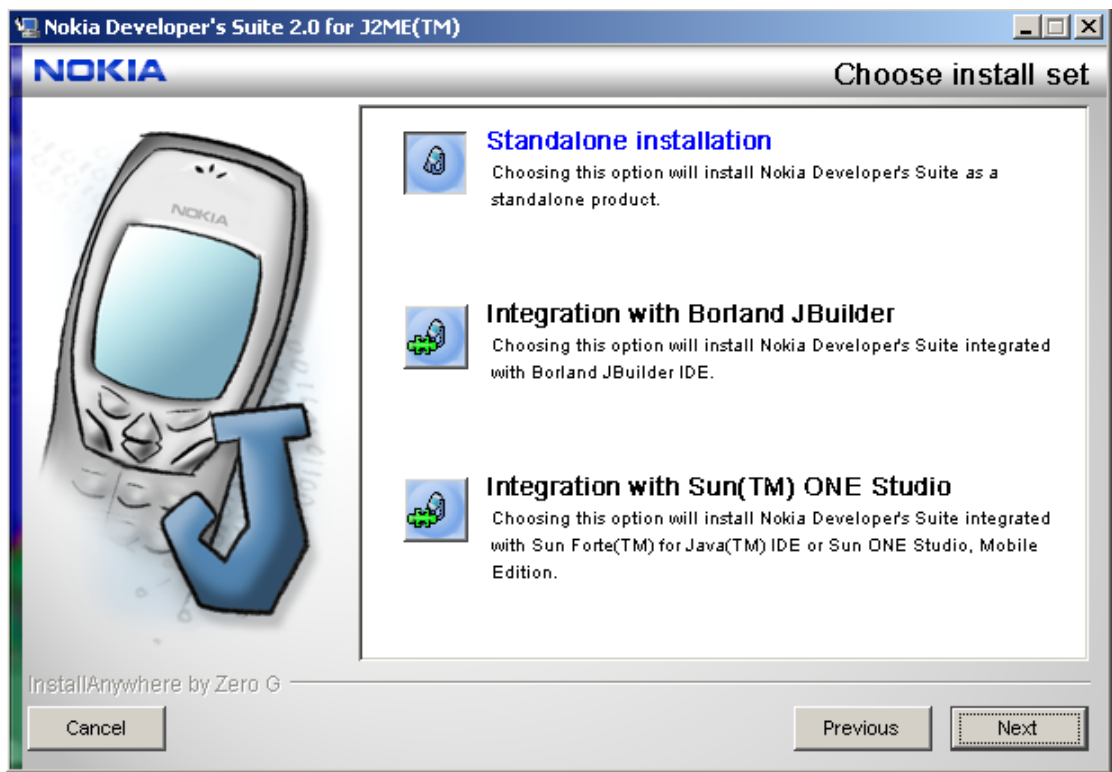 Nokia Developer's Suite 2.0 for J2ME(TM)
NOKIA
Choose install set
NOKIA
Standalone installation
Choosing this option will install Nokia Developer's Suite as a
standalone product.
Integration with Borland JBuilder
Choosing this option will install Nokia Developer's Suite integrated
with Borland JBuilder IDE.
Integration with Sun(TM) ONE Studio
Choosing this option will install Nokia Developer's Suite integrated
with Sun Forte(TM) for Java(TM) IDE or Sun ONE Studio, Mobile
Edition.
J
InstallAnywhere by Zero G
Cancel
Previous
Next